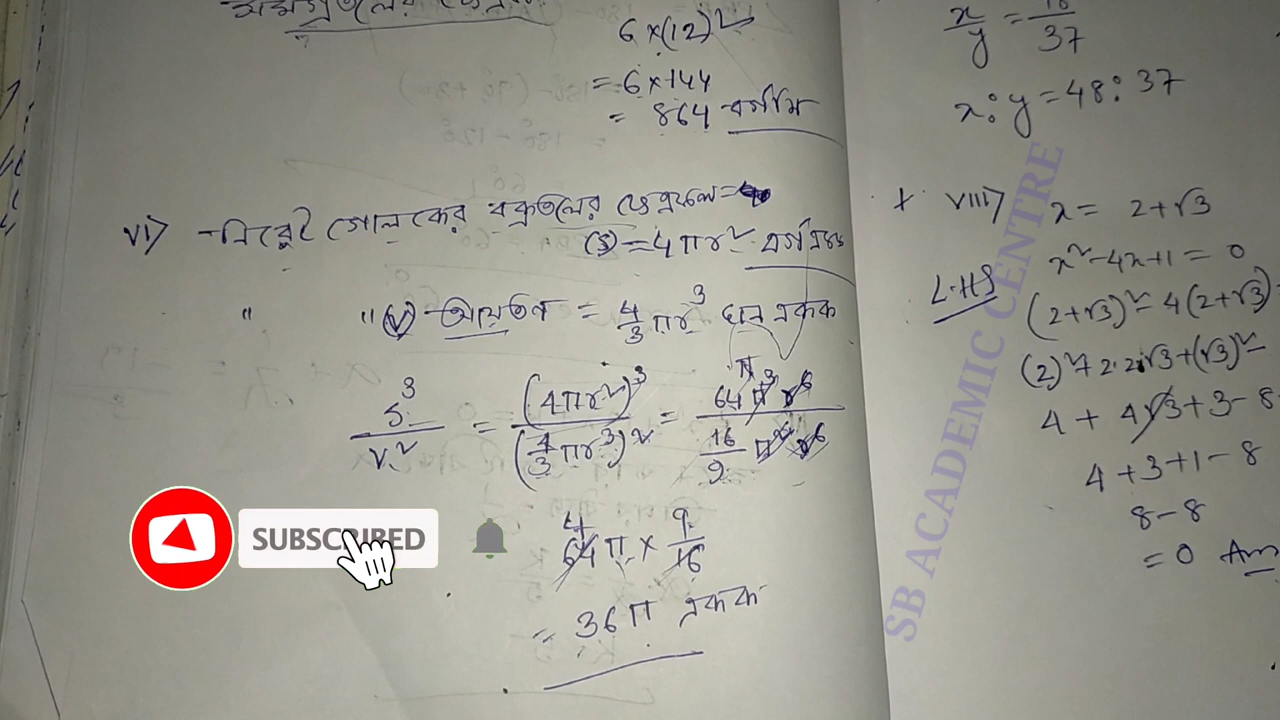 6×(12)²
= 6×144
= 864 বর্গসেমি
vi) নিরেট গোলকের বক্রতলের ক্ষেত্রফল =
(S) = 4πr² বর্গ একক
" "(V) আয়তন = 4/3 πr³ ঘন একক
S³/V² = (4πr²)³/(4/3 πr³)² = 64π³r⁶/(16/9 π²r⁶)
4
64π × 9/16
= 36π একক
SUBSCRIBED
x/y = /37
x:y = 48:37
viii) x = 2+√3
x²-4x+1 = 0
L.H.S
(2+√3)² 4(2+√3)
(2)²+2.2.√3+(√3)²-
4 + 4√3+3-8
4+3+1-8
8-8
= 0 Ans
SB ACADEMIC CENTRE